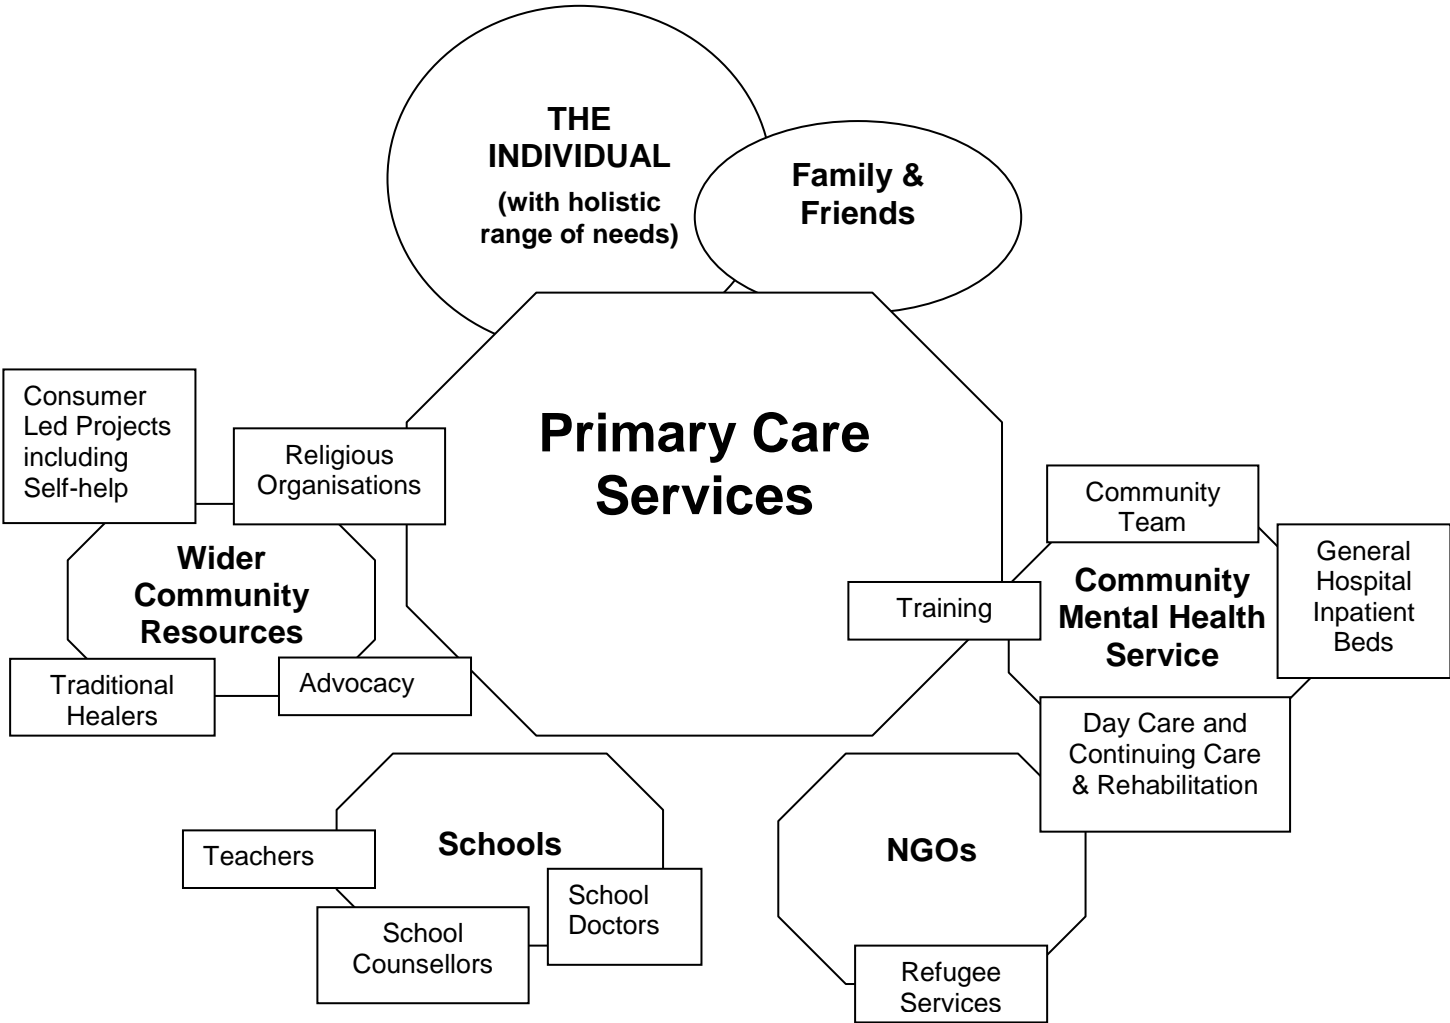 THE
INDIVIDUAL
(with holistic
range of needs)
Family &
Friends
Primary Care
Services
Consumer
Led Projects
including
Self-help
Religious
Organisations
Wider
Community
Resources
Traditional
Healers
Advocacy
Community
Team
General
Hospital
Inpatient
Beds
Training
Community
Mental Health
Service
Day Care and
Continuing Care
& Rehabilitation
Schools
Teachers
School
Counsellors
School
Doctors
NGOs
Refugee
Services